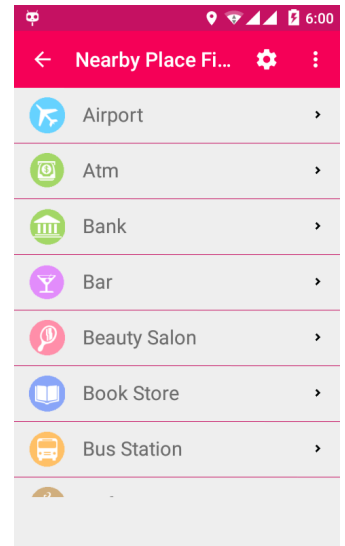 6:00
Nearby Place Fi...
Airport
Atm
Bank
Bar
Beauty Salon
Book Store
Bus Station